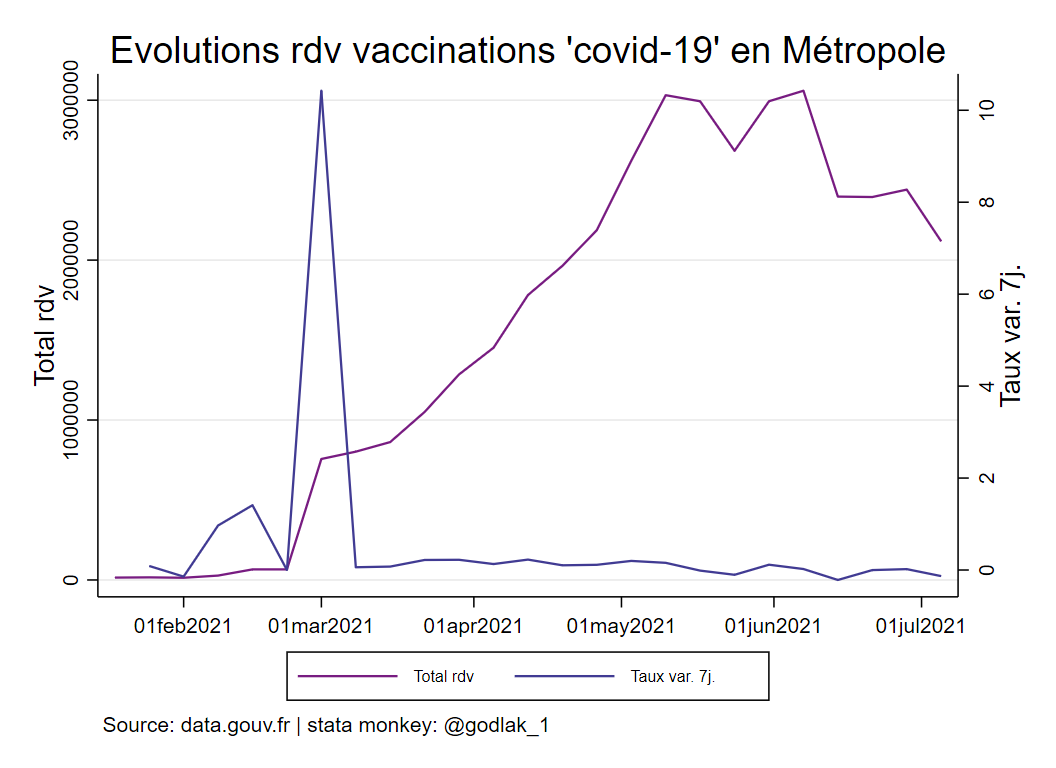 Evolutions rdv vaccinations 'covid-19' en Métropole
Total rdv
3000000
2000000
1000000
0
10
8
6
4
2
0
Taux var. 7j.
01feb2021 01mar2021 01apr2021 01may2021 01jun2021 01jul2021
Total rdv Taux var. 7j.
Source: data.gouv.fr | stata monkey: @godlak_1